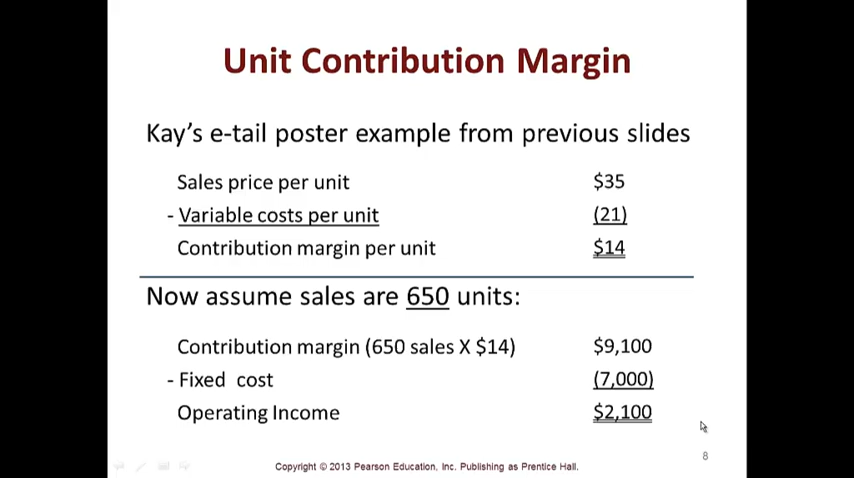 Unit Contribution Margin
Kay's e-tail poster example from previous slides
Sales price per unit $35
- Variable costs per unit (21)
Contribution margin per unit $14
Now assume sales are 650 units:
Contribution margin (650 sales X $14) $9,100
- Fixed cost (7,000)
Operating Income $2,100
8
Copyright © 2013 Pearson Education, Inc. Publishing as Prentice Hall.